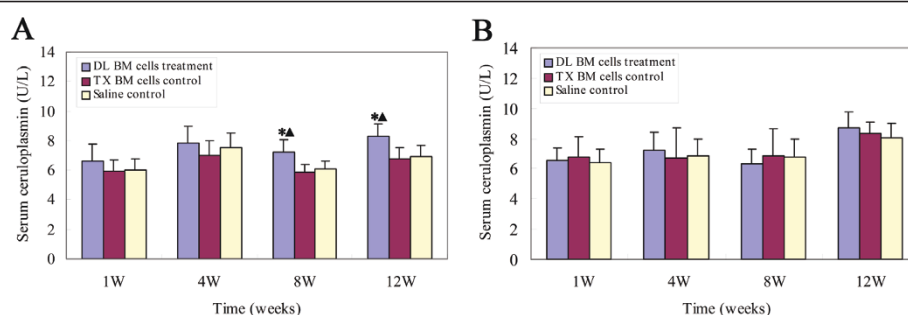 A
Serum ceruloplasmin (U/L)
14
12
10
8
6
4
2
0
DL BM cells treatment
TX BM cells control
Saline control
*▲
*▲
1W 4W 8W 12W
Time (weeks)
B
Serum ceruloplasmin (U/L)
14
12
10
8
6
4
2
0
DL BM cells treatment
TX BM cells control
Saline control
1W 4W 8W 12W
Time (weeks)